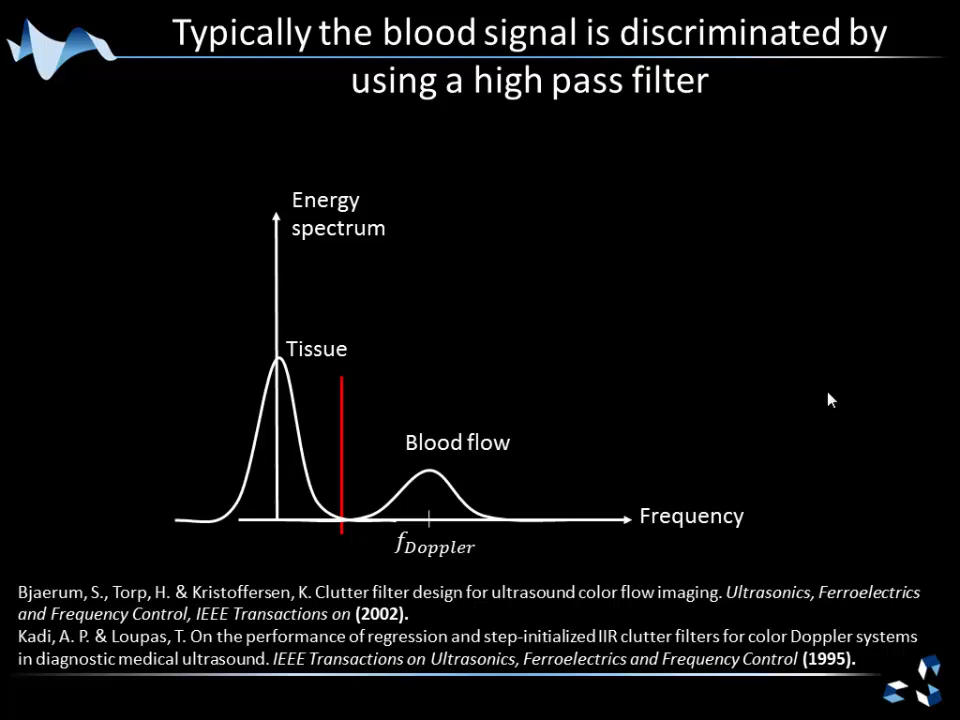 Typically the blood signal is discriminated by
using a high pass filter
Energy
spectrum
Tissue
Blood flow
Frequency
fDoppler
Bjaerum, S., Torp, H. & Kristoffersen, K. Clutter filter design for ultrasound color flow imaging. Ultrasonics, Ferroelectrics
and Frequency Control, IEEE Transactions on (2002).
Kadi, A. P. & Loupas, T. On the performance of regression and step-initialized IIR clutter filters for color Doppler systems
in diagnostic medical ultrasound. IEEE Transactions on Ultrasonics, Ferroelectrics and Frequency Control (1995).